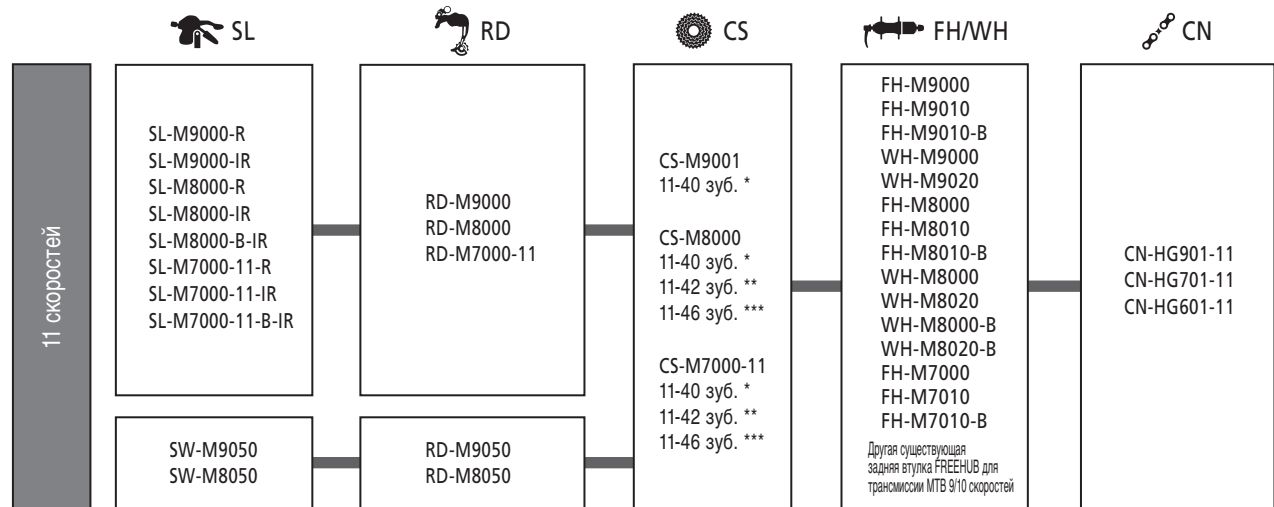 SL
RD
CS
FH/WH
CN
11 скоростей
SL-M9000-R
SL-M9000-IR
SL-M8000-R
SL-M8000-IR
SL-M8000-B-IR
SL-M7000-11-R
SL-M7000-11-IR
SL-M7000-11-B-IR
SW-M9050
SW-M8050
RD-M9000
RD-M8000
RD-M7000-11
RD-M9050
RD-M8050
CS-M9001
11-40 зуб. *
CS-M8000
11-40 зуб. *
11-42 зуб. **
11-46 зуб. ***
CS-M7000-11
11-40 зуб. *
11-42 зуб. **
11-46 зуб. ***
FH-M9000
FH-M9010
FH-M9010-B
WH-M9000
WH-M9020
FH-M8000
FH-M8010
FH-M8010-B
WH-M8000
WH-M8020
WH-M8000-B
WH-M8020-B
FH-M7000
FH-M7010
FH-M7010-B
Другая существующая
задняя втулка FREEHUB для
трансмиссии MTB 9/10 скоростей
CN-HG901-11
CN-HG701-11
CN-HG601-11